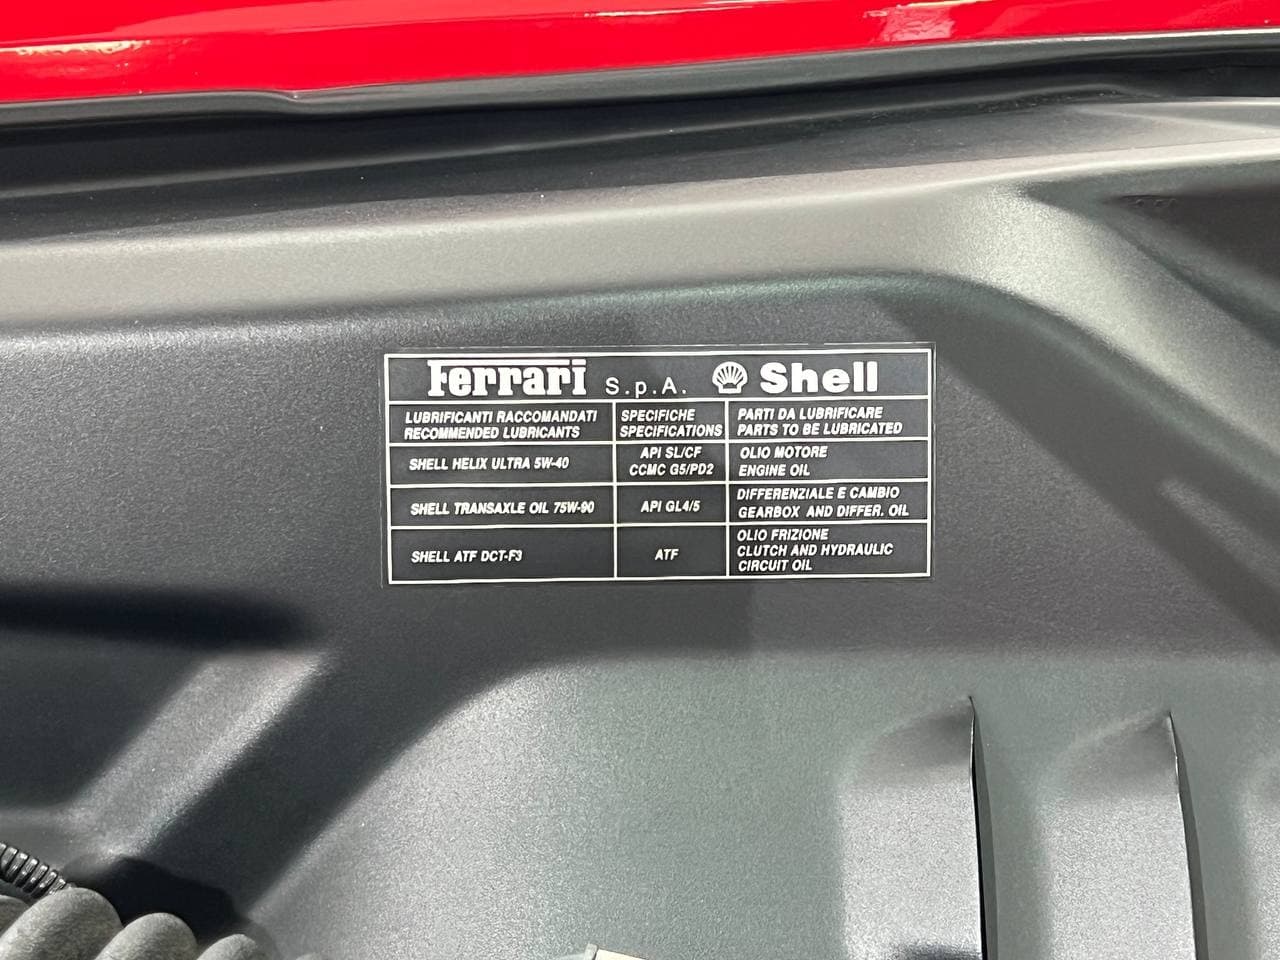 Ferrari S.p.A. Shell
LUBRIFICANTI RACCOMANDATI
RECOMMENDED LUBRICANTS
SPECIFICHE
SPECIFICATIONS
PARTI DA LUBRIFICARE
PARTS TO BE LUBRICATED
SHELL HELIX ULTRA 5W-40
API SL/CF
CCMC G5/PD2
OLIO MOTORE
ENGINE OIL
SHELL TRANSAXLE OIL 75W-90
API GL4/5
DIFFERENZIALE E CAMBIO
GEARBOX AND DIFFER. OIL
SHELL ATF DCT-F3
ATF
OLIO FRIZIONE
CLUTCH AND HYDRAULIC
CIRCUIT OIL